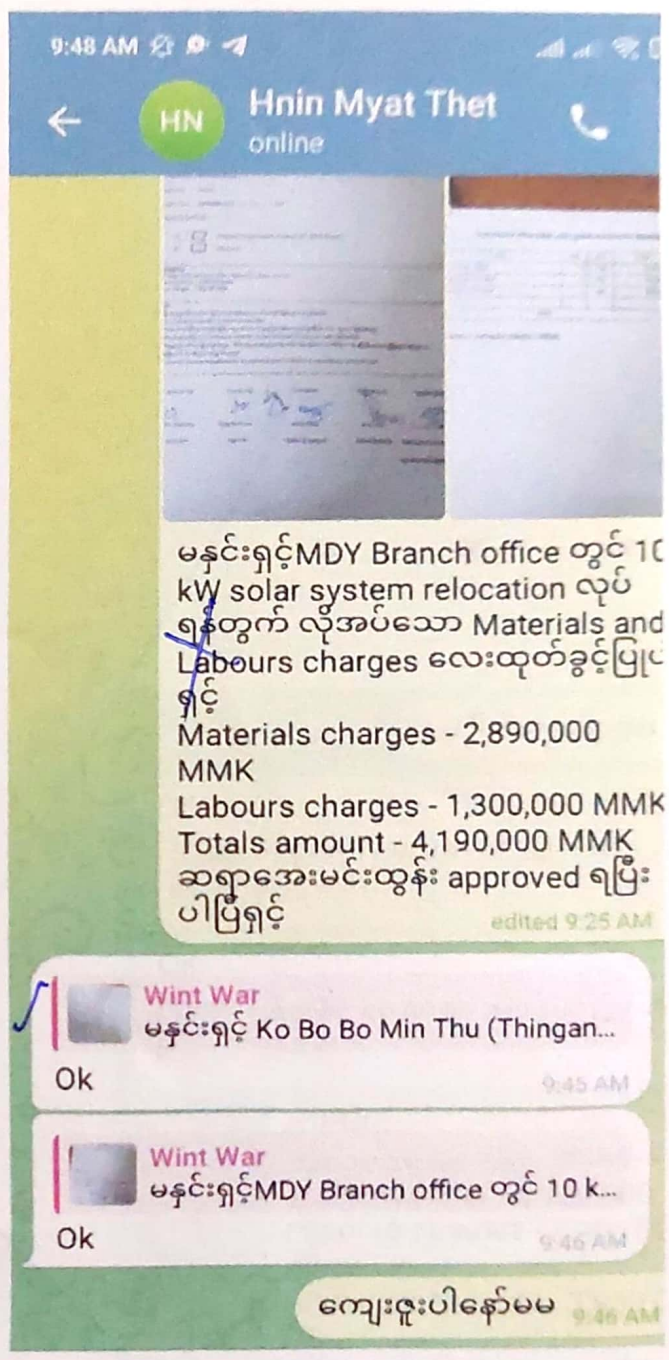 9:48 AM
HN
Hnin Myat Thet
online
မနှင်းရှင့်MDY Branch office တွင် 10
kW solar system relocation လုပ်
ရန်တွက် လိုအပ်သော Materials and
Labours charges လေးထုတ်ခွင့်ပြုပ
ရှင့်
Materials charges - 2,890,000
MMK
Labours charges - 1,300,000 MMK
Totals amount - 4,190,000 MMK
ဆရာအေးမင်းထွန်း approved ရပြီး
ပါပြီရှင့်
edited 9:25 AM
Wint War
မနှင်းရှင့် Ko Bo Bo Min Thu (Thingan...
Ok
9:45 AM
Wint War
မနှင်းရှင့်MDY Branch office တွင် 10 k...
Ok
9:46 AM
ကျေးဇူးပါနော်မမ
9:46 AM